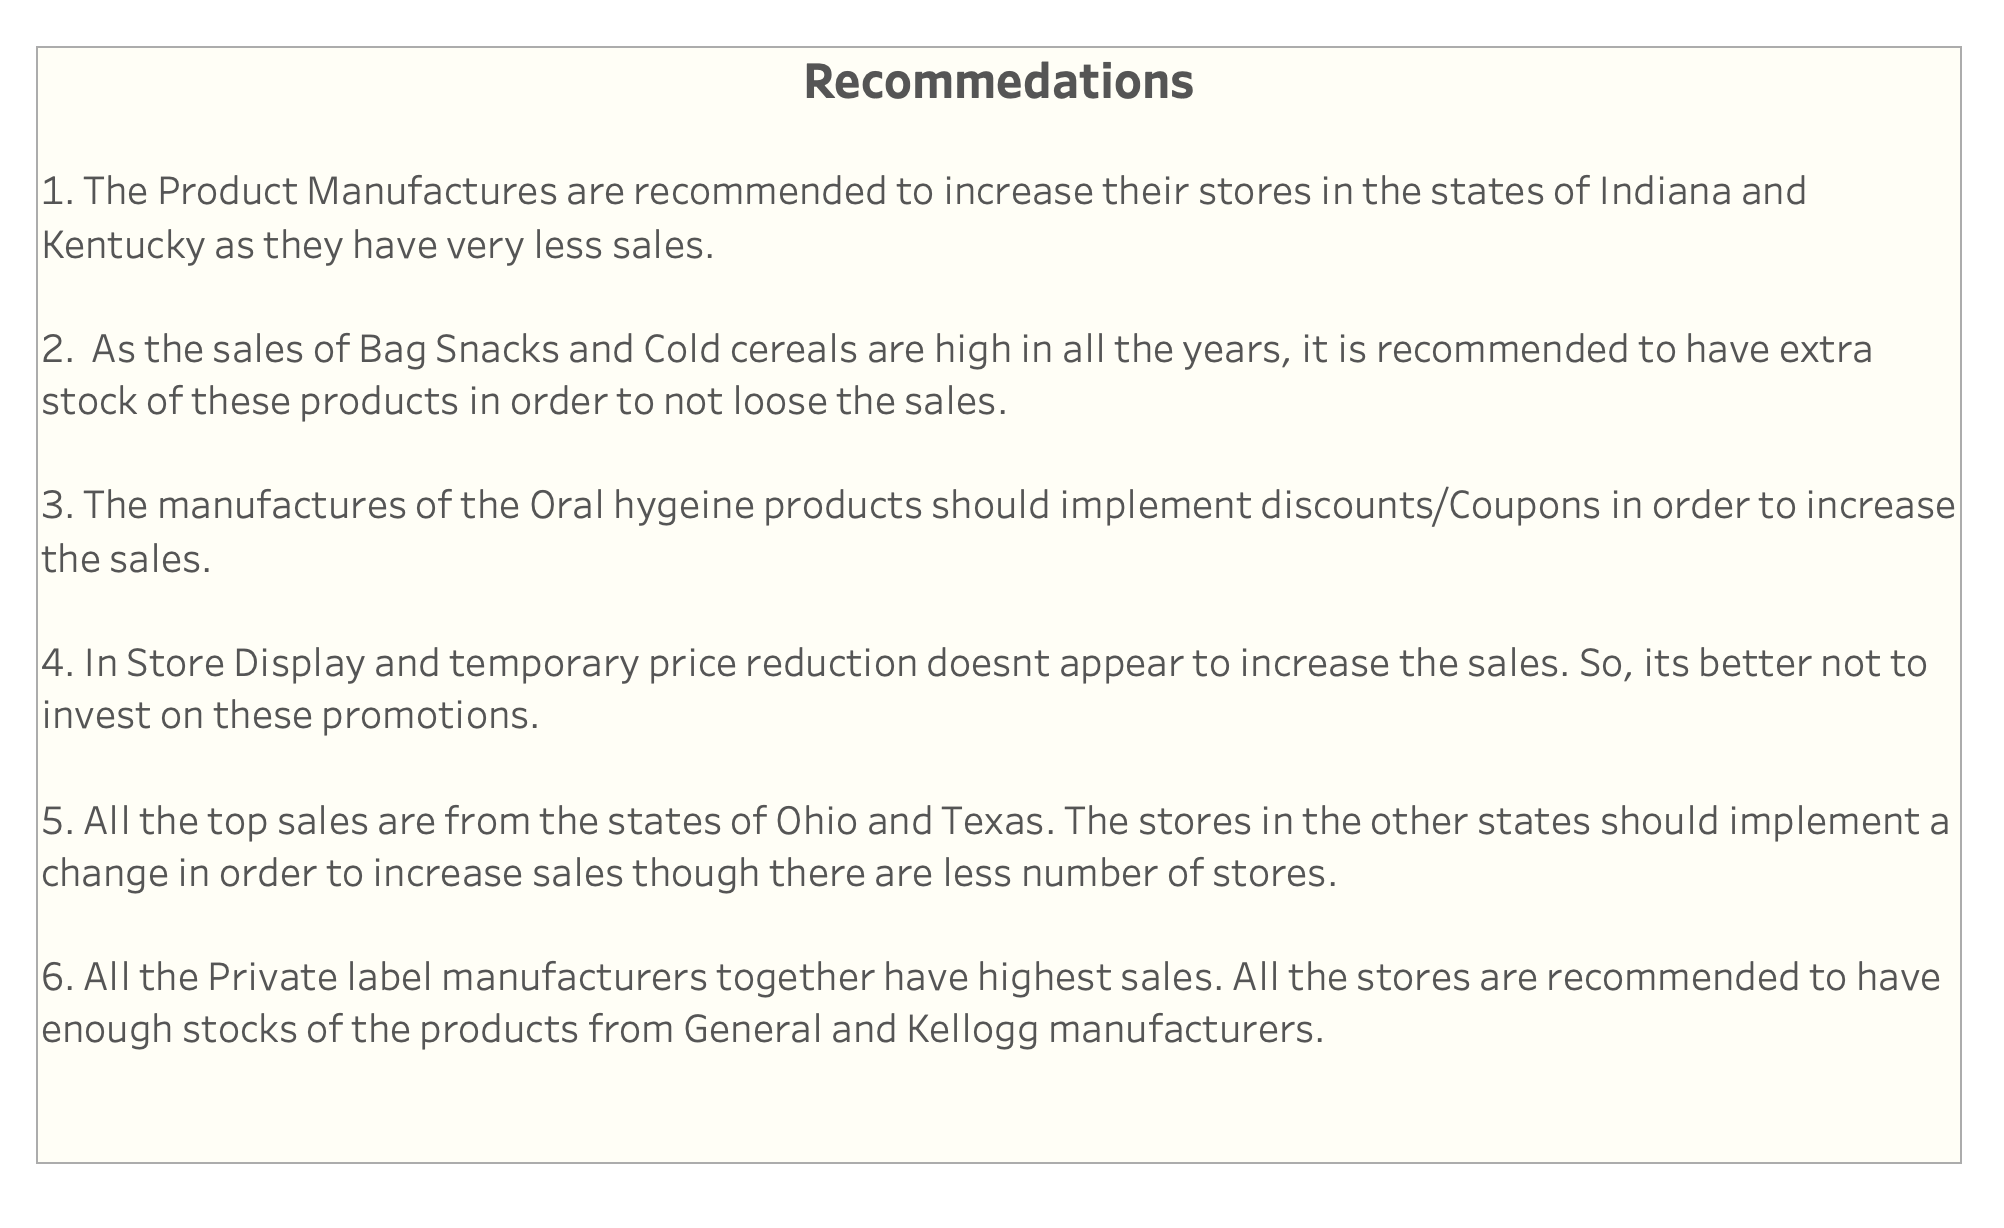 Recommedations
1. The Product Manufactures are recommended to increase their stores in the states of Indiana and
Kentucky as they have very less sales.
2.  As the sales of Bag Snacks and Cold cereals are high in all the years, it is recommended to have extra
stock of these products in order to not loose the sales.
3. The manufactures of the Oral hygeine products should implement discounts/Coupons in order to increase
the sales.
4. In Store Display and temporary price reduction doesnt appear to increase the sales. So, its better not to
invest on these promotions.
5. All the top sales are from the states of Ohio and Texas. The stores in the other states should implement a
change in order to increase sales though there are less number of stores.
6. All the Private label manufacturers together have highest sales. All the stores are recommended to have
enough stocks of the products from General and Kellogg manufacturers.